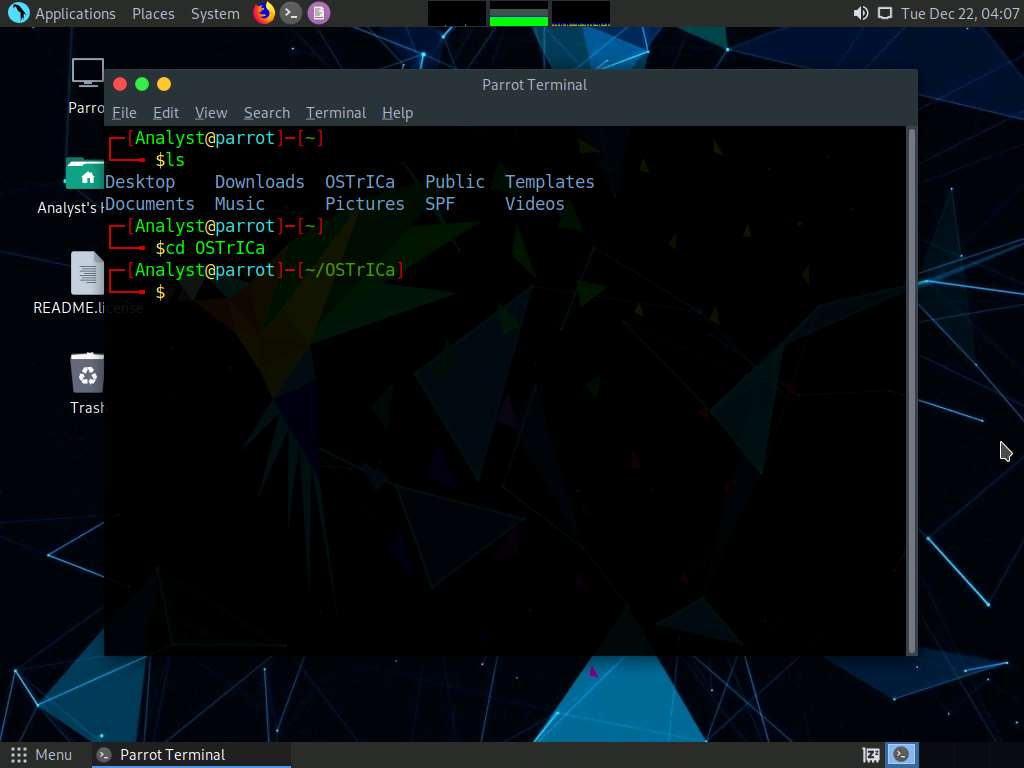 Applications Places System Tue Dec 22, 04:07
Parrot Terminal
File Edit View Search Terminal Help
[Analyst@parrot]─[~]
$ls
Desktop Downloads OSTrICa Public Templates
Documents Music Pictures SPF Videos
[Analyst@parrot]─[~]
$cd OSTrICa
[Analyst@parrot]─[~/OSTrICa]
$
Parro
Analyst's H
README.license
Trash
Menu Parrot Terminal